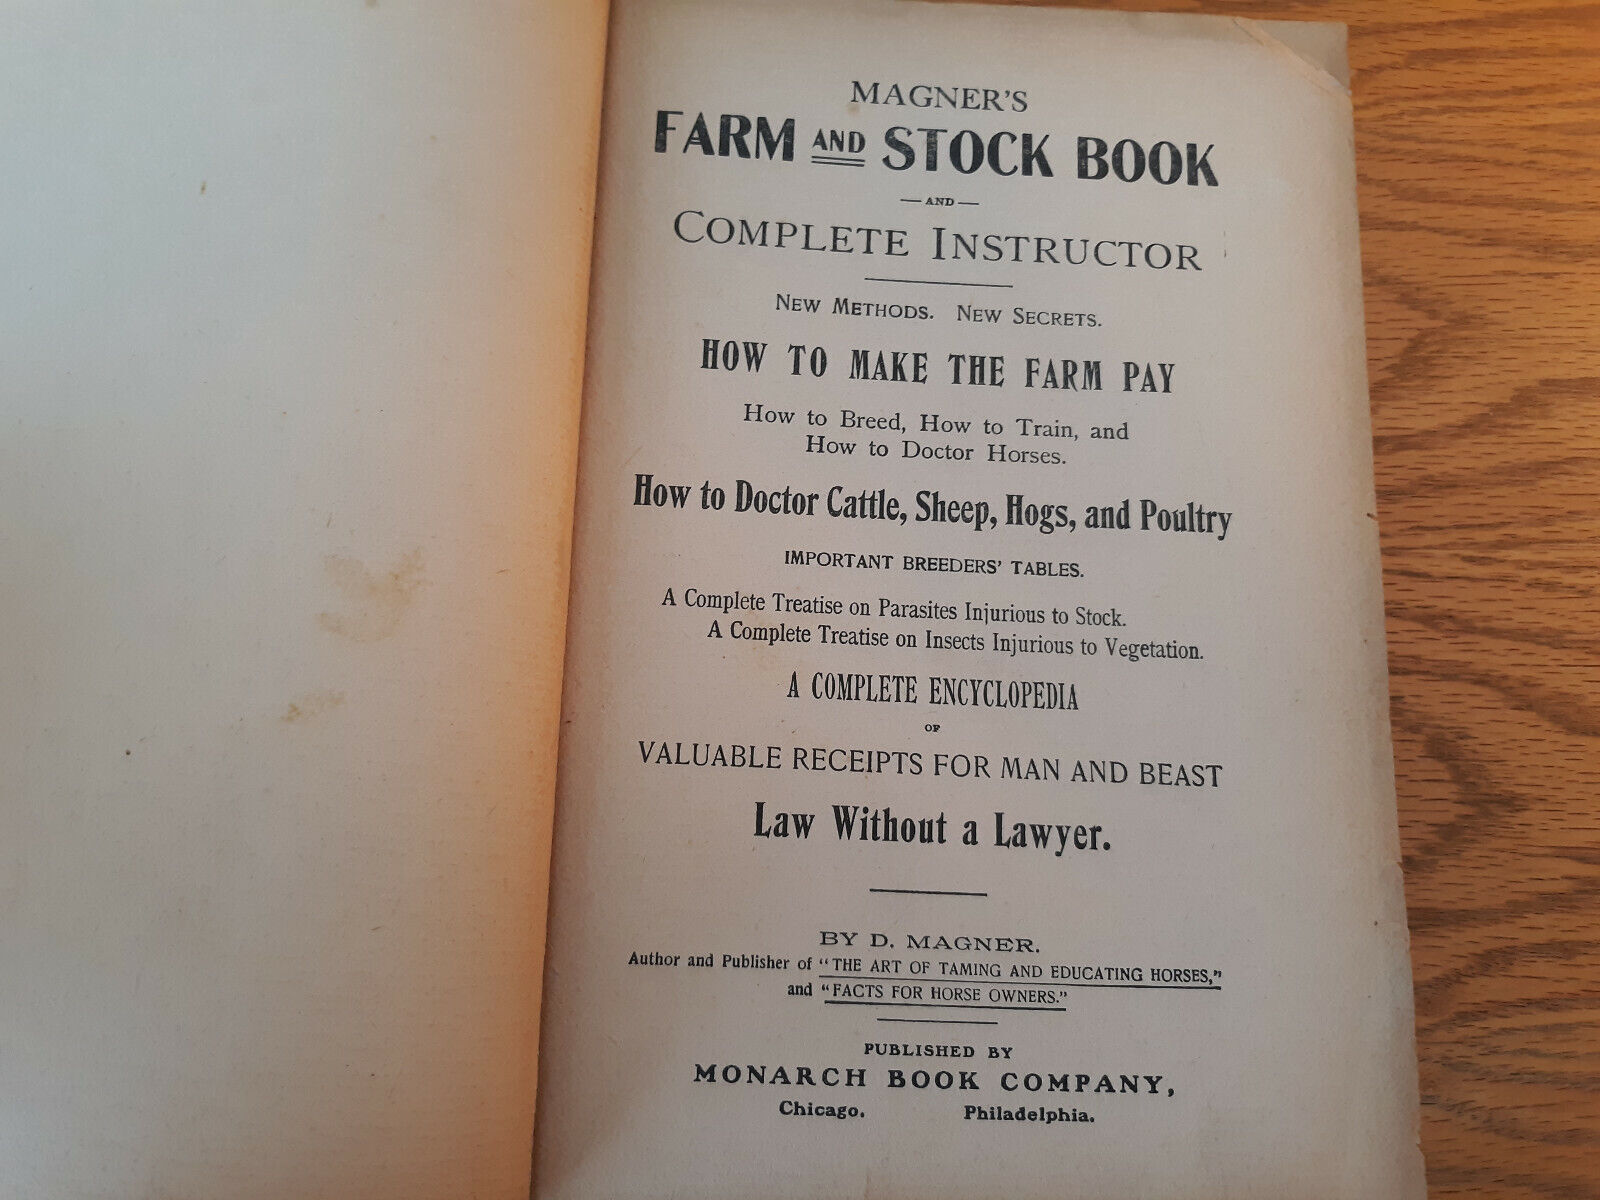 MAGNER'S
FARM AND STOCK BOOK
— AND —
COMPLETE INSTRUCTOR
NEW METHODS. NEW SECRETS.
HOW TO MAKE THE FARM PAY
How to Breed, How to Train, and
How to Doctor Horses.
How to Doctor Cattle, Sheep, Hogs, and Poultry
IMPORTANT BREEDERS' TABLES.
A Complete Treatise on Parasites Injurious to Stock.
A Complete Treatise on Insects Injurious to Vegetation.
A COMPLETE ENCYCLOPEDIA
OF
VALUABLE RECEIPTS FOR MAN AND BEAST
Law Without a Lawyer.
BY D. MAGNER.
Author and Publisher of "THE ART OF TAMING AND EDUCATING HORSES,"
and "FACTS FOR HORSE OWNERS."
PUBLISHED BY
MONARCH BOOK COMPANY,
Chicago. Philadelphia.